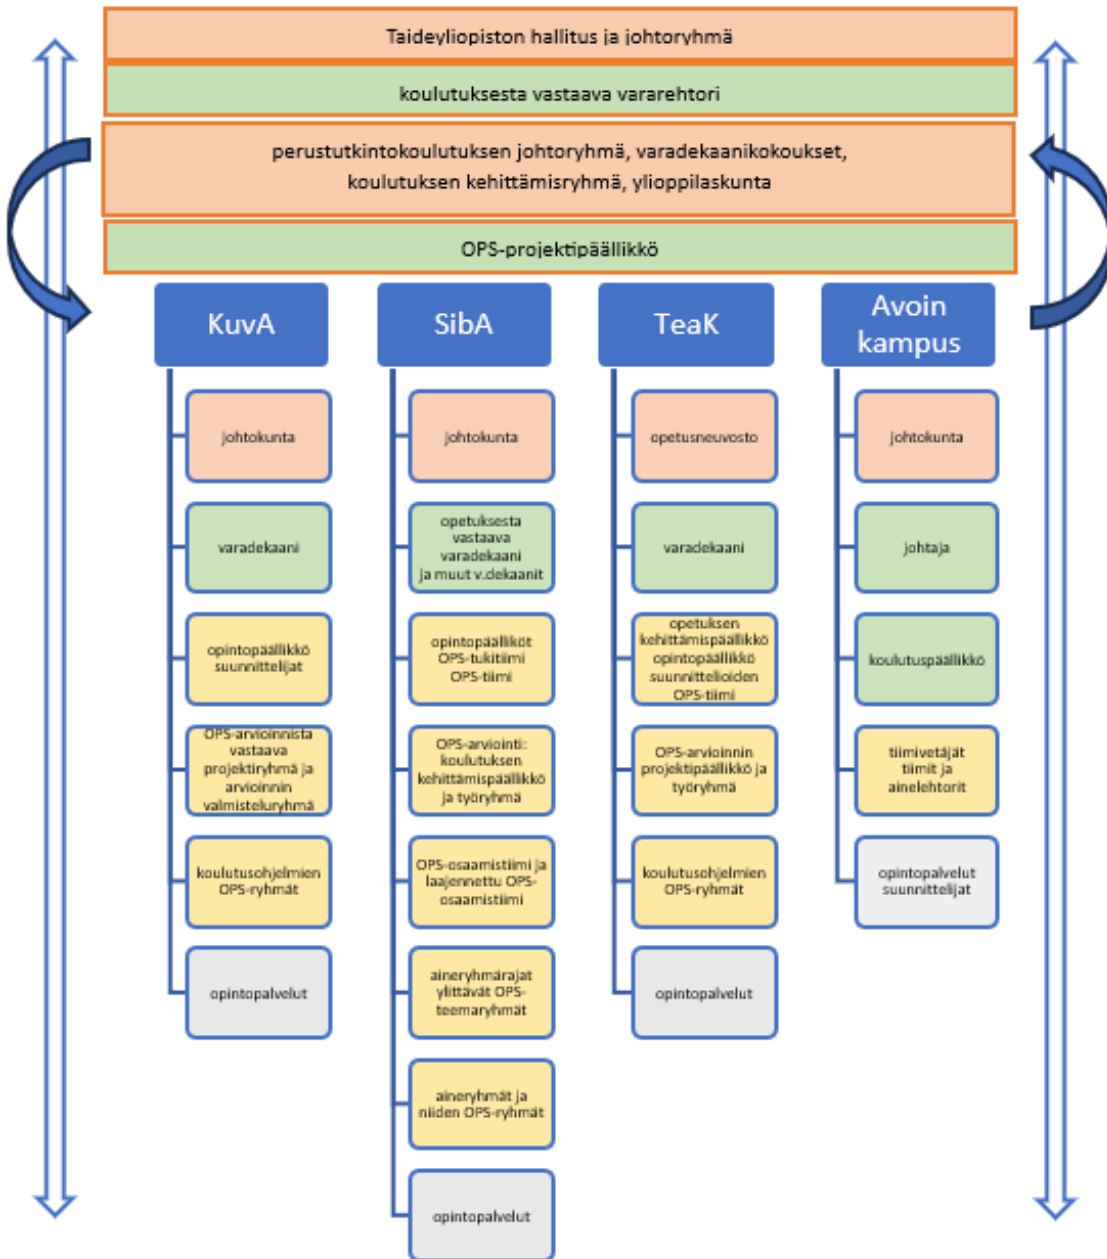 Taideyliopiston hallitus ja johtoryhmä
koulutuksesta vastaava vararehtori
perustutkintokoulutuksen johtoryhmä, varadekaanikokoukset,
koulutuksen kehittämisryhmä, ylioppilaskunta
OPS-projektipäällikkö
KuvA
johtokunta
varadekaani
opintopäällikkö
suunnittelijat
OPS-arvioinnista
vastaava
projektiryhmä ja
arvioinnin
valmisteluryhmä
koulutusohjelmien
OPS-ryhmät
opintopalvelut
SibA
johtokunta
opetuksesta
vastaava
varadekaani
ja muut v.dekaanit
opintopäälliköt
OPS-tukitiimi
OPS-tiimi
OPS-arviointi:
koulutuksen
kehittämispäällikkö
ja työryhmä
OPS-osaamistiimi ja
laajennettu OPS-
osaamistiimi
aineryhmärajat
ylittävät OPS-
teemaryhmät
aineryhmät ja
niiden OPS-ryhmät
opintopalvelut
TeaK
opetusneuvosto
varadekaani
opetuksen
kehittämispäällikkö
opintopäällikkö
suunnittelioiden
OPS-tiimi
OPS-arvioinnin
projektipäällikkö ja
työryhmä
koulutusohjelmien
OPS-ryhmät
opintopalvelut
Avoin
kampus
johtokunta
johtaja
koulutuspäällikkö
tiimivetäjät
tiimit ja
ainelehtorit
opintopalvelut
suunnittelijat